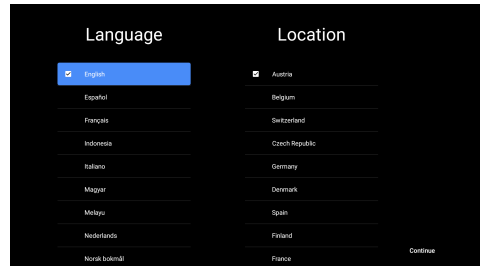 Language
English
Español
Français
Indonesia
Italiano
Magyar
Melayu
Nederlands
Norsk bokmål
Location
Austria
Belgium
Switzerland
Czech Republic
Germany
Denmark
Spain
Finland
France
Continue